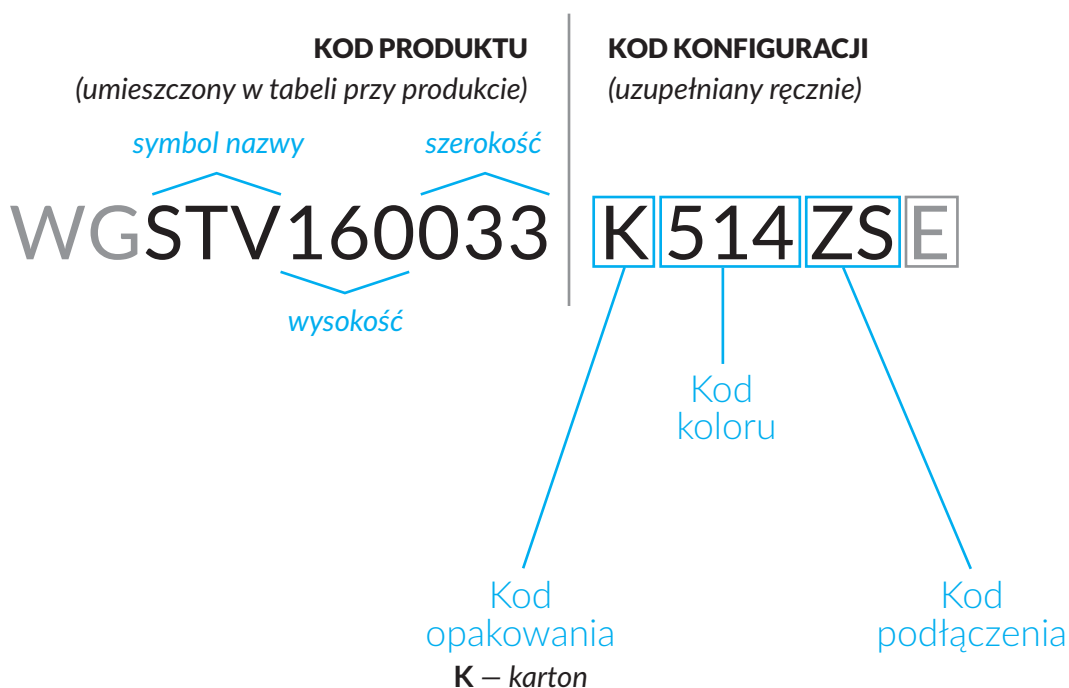 KOD PRODUKTU
(umieszczony w tabeli przy produkcie)
KOD KONFIGURACJI
(uzupełniany ręcznie)
symbol nazwy
szerokość
WGSTV160033 K 514 ZS E
wysokość
Kod
koloru
Kod
opakowania
K – karton
Kod
podłączenia